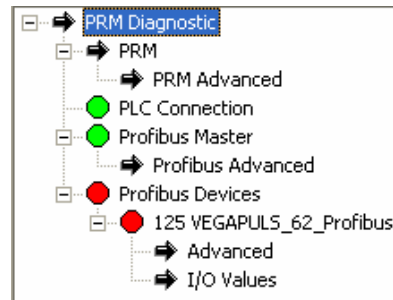 PRM Diagnostic
PRM
PRM Advanced
PLC Connection
Profibus Master
Profibus Advanced
Profibus Devices
125 VEGAPULS_62_Profibus
Advanced
I/O Values